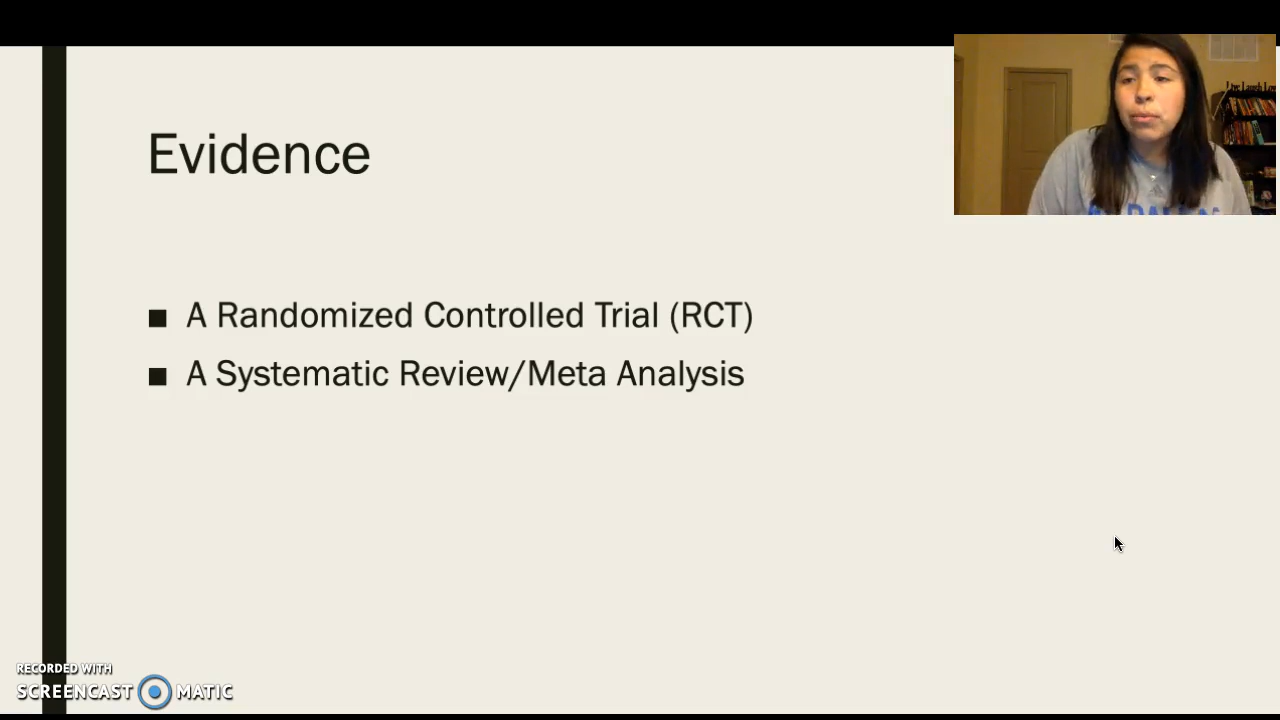 Evidence
■ A Randomized Controlled Trial (RCT)
■ A Systematic Review/Meta Analysis
RECORDED WITH
SCREENCAST MATIC